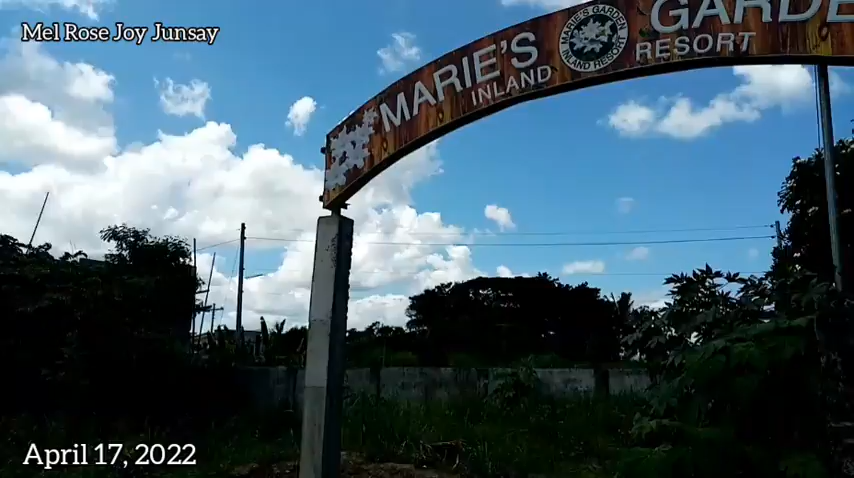 Mel Rose Joy Junsay
MARIE'S GARDE
INLAND RESORT
MARIE'S GARDEN
INLAND RESORT
April 17, 2022